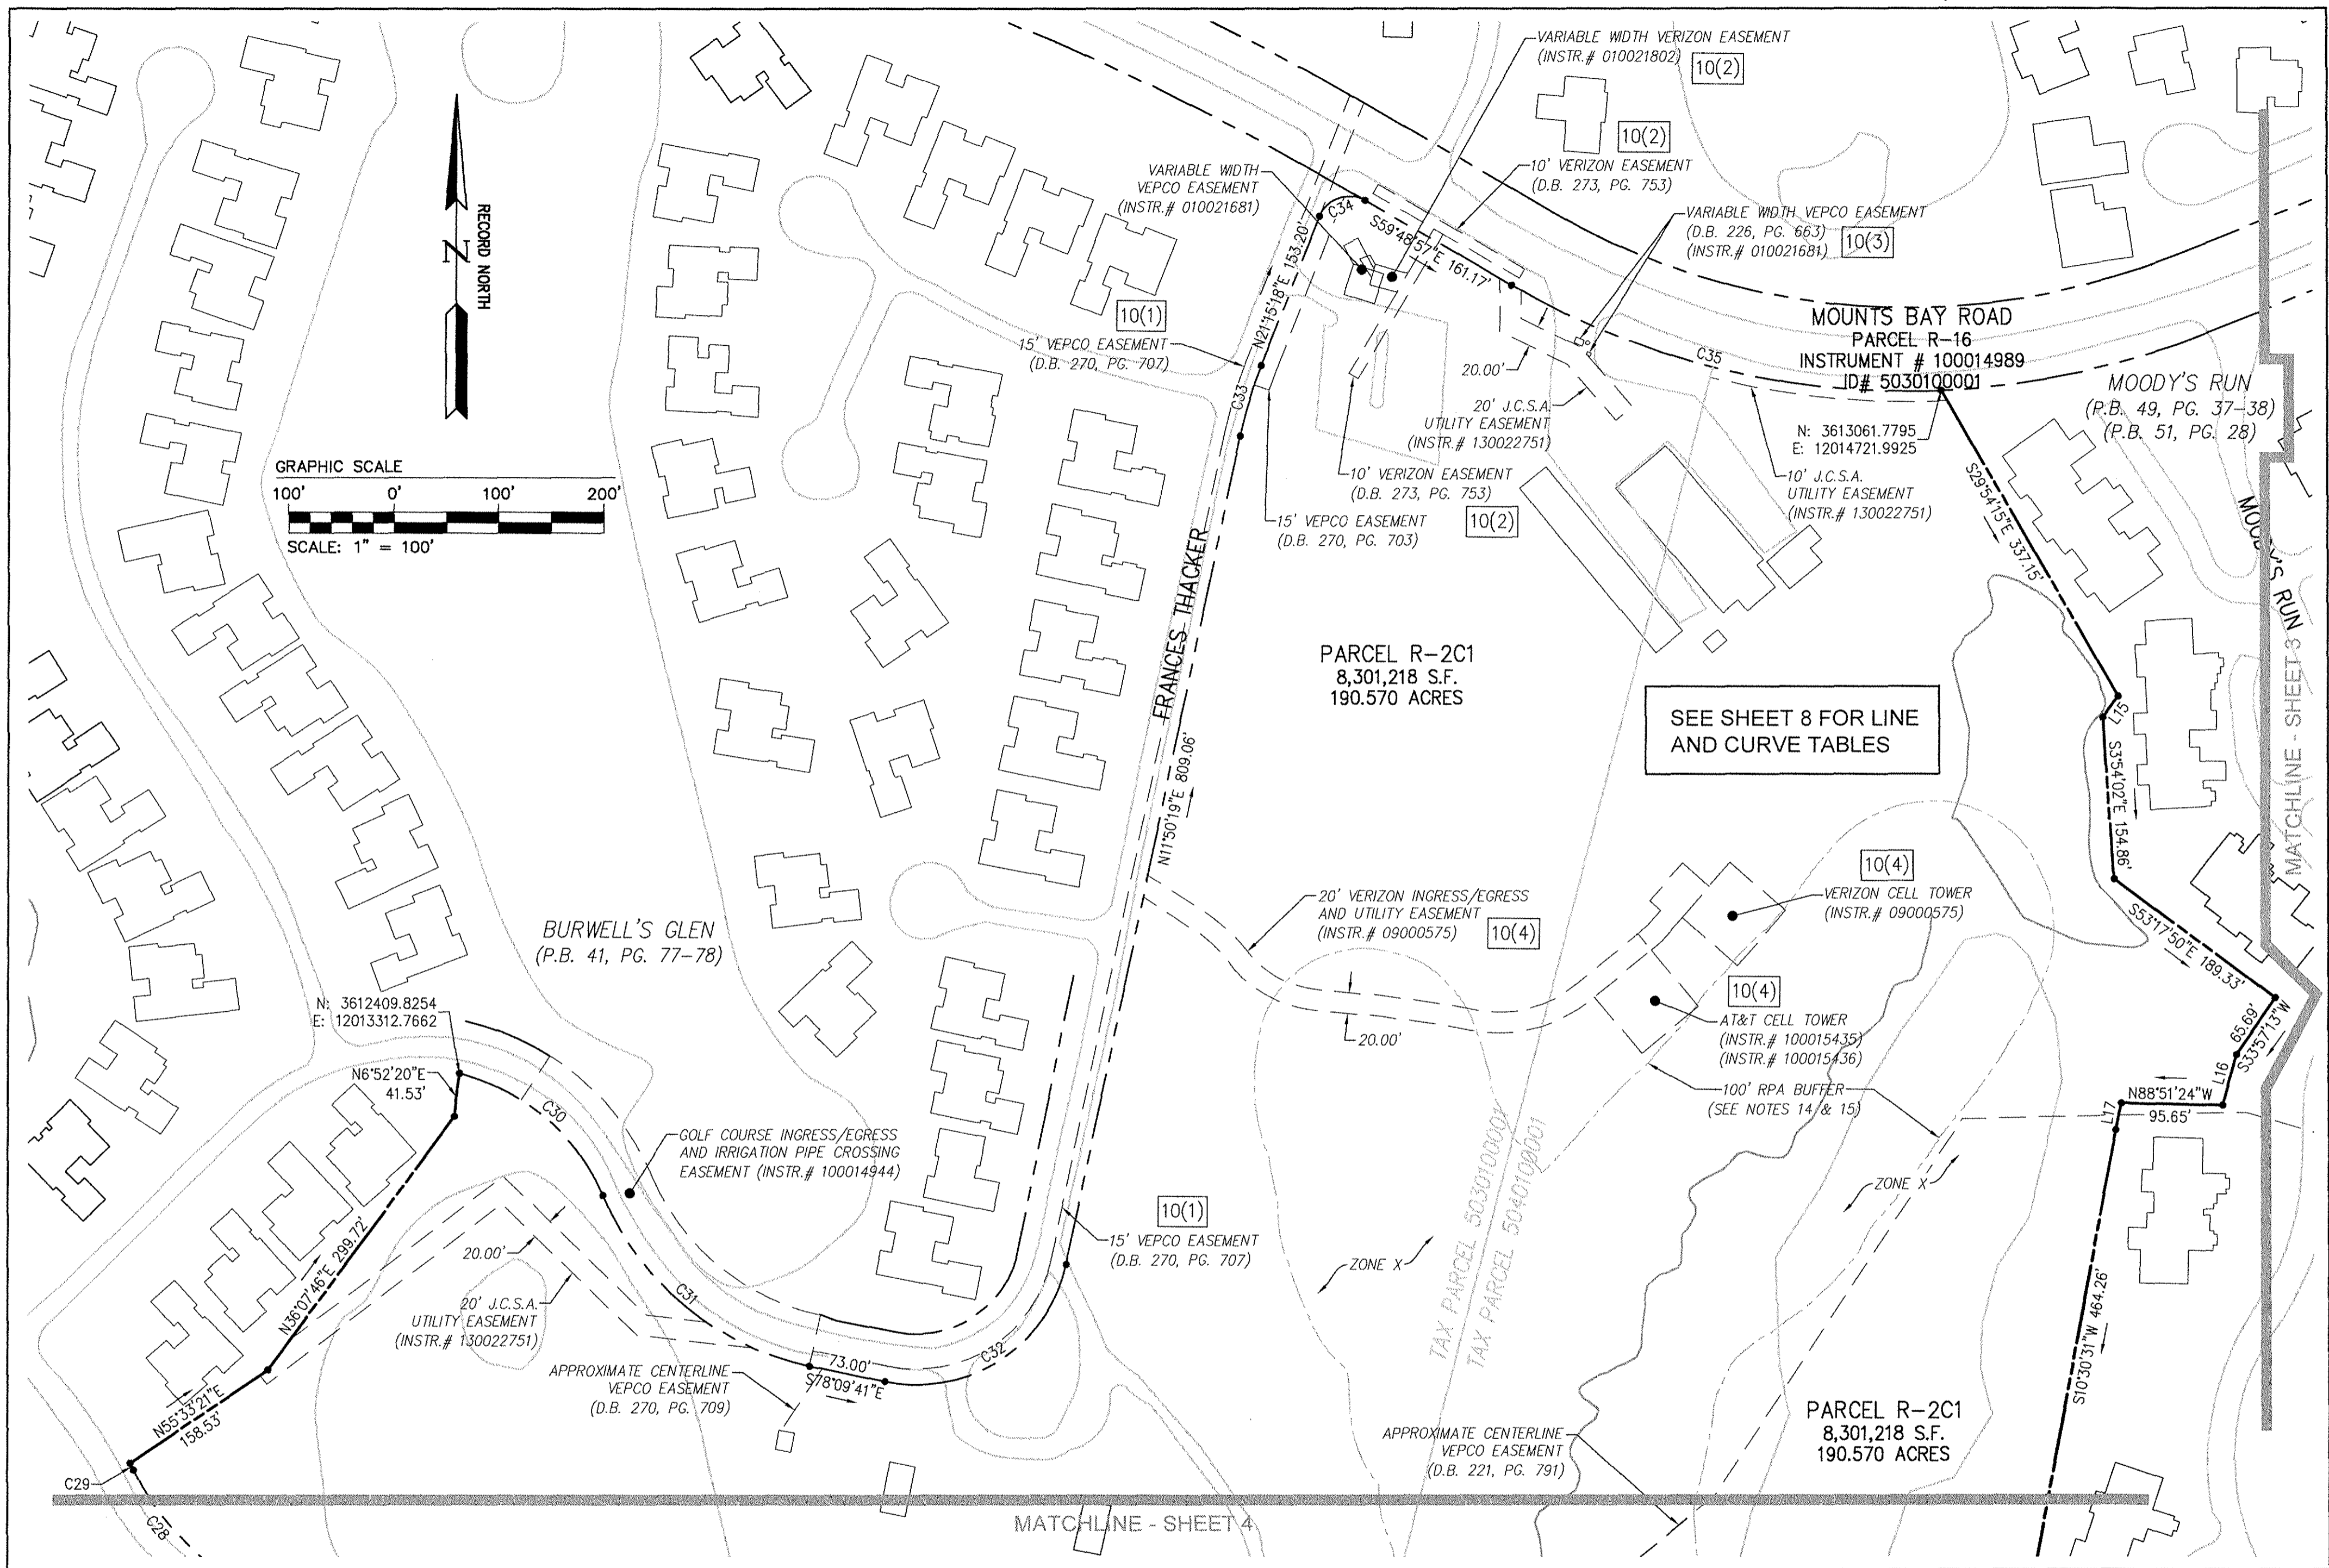 VARIABLE WIDTH VERIZON EASEMENT
(INSTR.# 010021802)
10(2)
10(2)
10' VERIZON EASEMENT
(D.B. 273, PG. 753)
VARIABLE WIDTH
VEPCO EASEMENT
(INSTR.# 010021681)
VARIABLE WIDTH VEPCO EASEMENT
(D.B. 226, PG. 663)
(INSTR.# 010021681)
10(3)
RECORD NORTH
N
C34
S59°48'57"E 161.17'
N21°15'18"E 153.20'
10(1)
15' VEPCO EASEMENT
(D.B. 270, PG. 707)
C33
20.00'
20' J.C.S.A.
UTILITY EASEMENT
(INSTR.# 130022751)
C35
MOUNTS BAY ROAD
PARCEL R-16
INSTRUMENT # 100014989
ID# 5030100001
MOODY'S RUN
(P.B. 49, PG. 37-38)
(P.B. 51, PG. 28)
N: 3613061.7795
E: 12014721.9925
10' J.C.S.A.
UTILITY EASEMENT
(INSTR.# 130022751)
S29°54'15"E 337.15'
MOODY'S RUN
MATCHLINE - SHEET 3
GRAPHIC SCALE
100' 0' 100' 200'
SCALE: 1" = 100'
10' VERIZON EASEMENT
(D.B. 273, PG. 753)
10(2)
15' VEPCO EASEMENT
(D.B. 270, PG. 703)
FRANCES THACKER
N11°50'19"E 809.06'
PARCEL R-2C1
8,301,218 S.F.
190.570 ACRES
SEE SHEET 8 FOR LINE
AND CURVE TABLES
L15
S3°54'02"E 154.86'
S53°17'50"E 189.33'
S33°57'13"W
65.69'
L16
N88°51'24"W
95.65'
L17
10(4)
VERIZON CELL TOWER
(INSTR.# 09000575)
20' VERIZON INGRESS/EGRESS
AND UTILITY EASEMENT
(INSTR.# 09000575)
10(4)
20.00'
10(4)
AT&T CELL TOWER
(INSTR.# 100015435)
(INSTR.# 100015436)
100' RPA BUFFER
(SEE NOTES 14 & 15)
BURWELL'S GLEN
(P.B. 41, PG. 77-78)
N: 3612409.8254
E: 12013312.7662
N6°52'20"E
41.53'
C30
GOLF COURSE INGRESS/EGRESS
AND IRRIGATION PIPE CROSSING
EASEMENT (INSTR.# 100014944)
20.00'
N36°07'46"E 299.72'
20' J.C.S.A.
UTILITY EASEMENT
(INSTR.# 130022751)
C31
10(1)
15' VEPCO EASEMENT
(D.B. 270, PG. 707)
ZONE X
ZONE X
TAX PARCEL 5030100001
TAX PARCEL 5040100001
S10°30'31"W 464.26'
C32
73.00'
S78°09'41"E
APPROXIMATE CENTERLINE
VEPCO EASEMENT
(D.B. 270, PG. 709)
N55°33'21"E
158.53'
C29
C28
APPROXIMATE CENTERLINE
VEPCO EASEMENT
(D.B. 221, PG. 791)
PARCEL R-2C1
8,301,218 S.F.
190.570 ACRES
MATCHLINE - SHEET 4